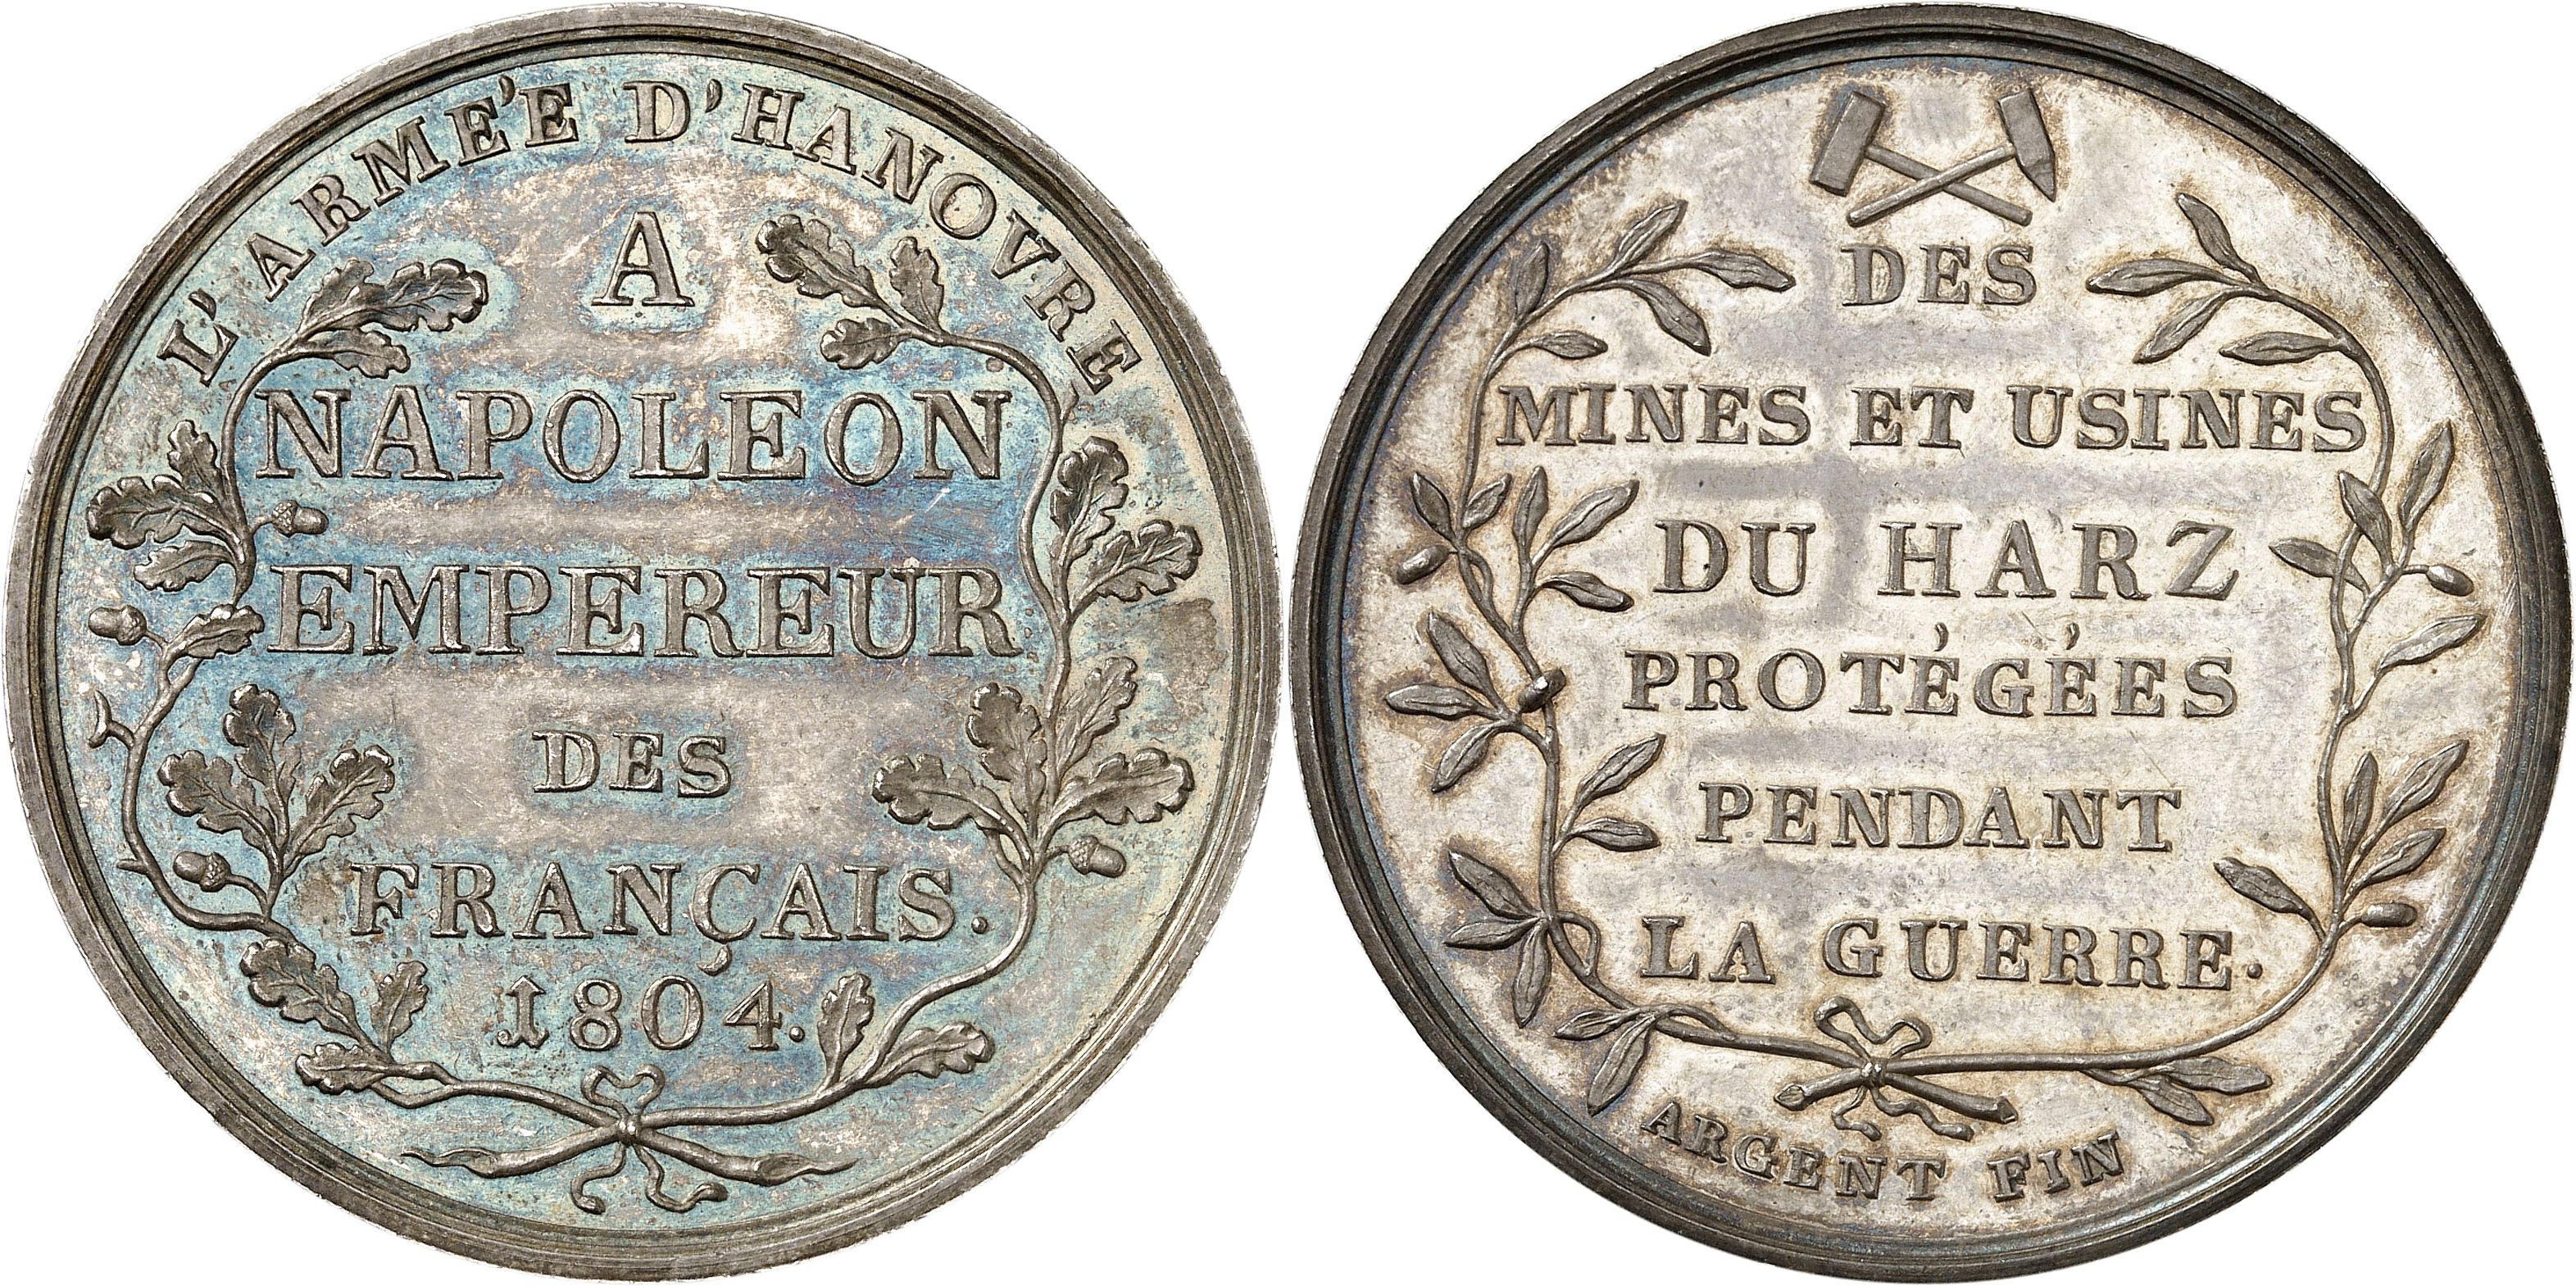 L'ARMÉE D'HANOVRE
A
NAPOLEON
EMPEREUR
DES
FRANÇAIS.
1804.
DES
MINES ET USINES
DU HARZ
PROTÉGÉES
PENDANT
LA GUERRE.
ARGENT FIN